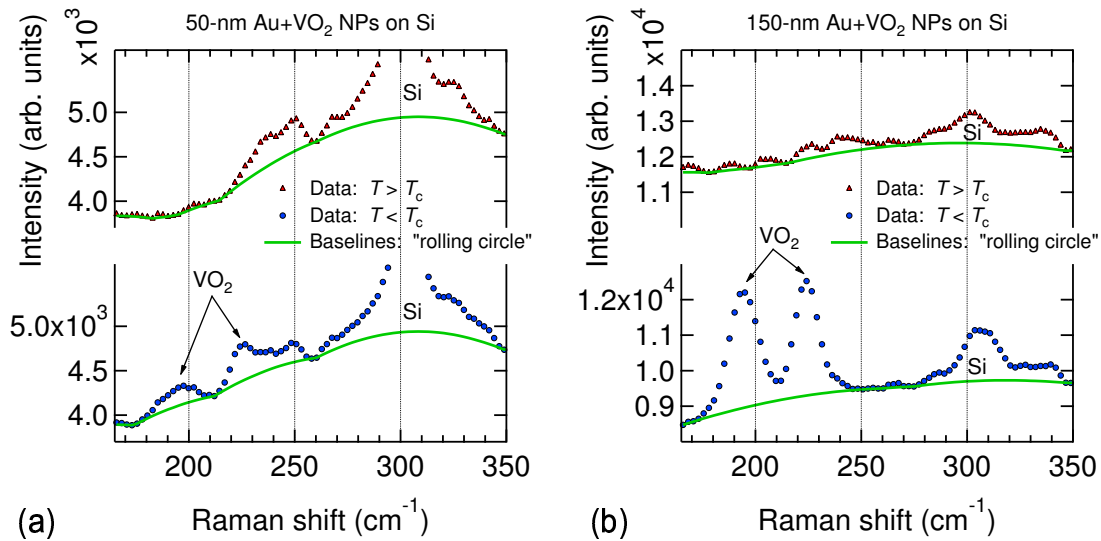 50-nm Au+VO2 NPs on Si
Intensity (arb. units)
x10³
5.0
4.5
4.0
Si
Data: T > Tc
Data: T < Tc
Baselines: "rolling circle"
VO2
5.0x10³
4.5
4.0
Si
200
250
300
350
Raman shift (cm⁻¹)
(a)
150-nm Au+VO2 NPs on Si
Intensity (arb. units)
x10⁴
1.4
1.3
1.2
1.1
Si
Data: T > Tc
Data: T < Tc
Baselines: "rolling circle"
VO2
1.2x10⁴
1.1
1.0
0.9
Si
200
250
300
350
Raman shift (cm⁻¹)
(b)